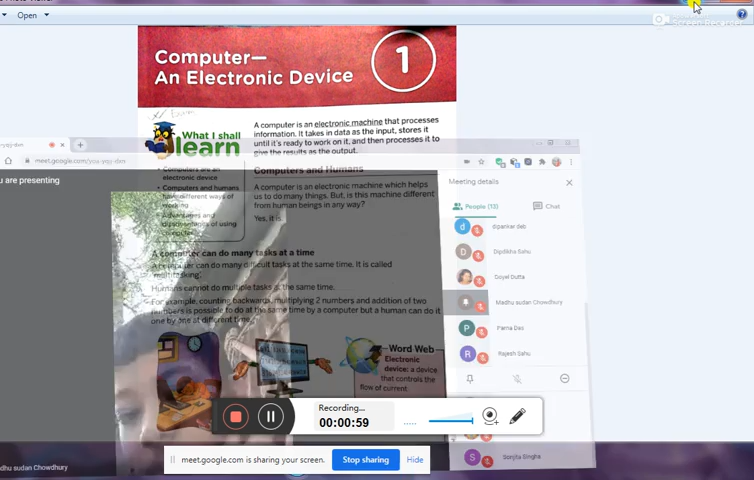 Open
Computer—
An Electronic Device
1
What I shall
learn
A computer is an electronic machine that processes
information. It takes in data as the input, stores it
until it's ready to work on it, and then processes it to
give the results as the output.
meet.google.com
• Computers are an
electronic device
• Computers and humans
have different ways of
working
• Advantages and
disadvantages of using
computer
Computers and Humans
A computer is an electronic machine which helps
us to do many things. But, is this machine different
from human beings in any way?
Yes, it is.
A computer can do many tasks at a time
A computer can do many difficult tasks at the same time. It is called
multitasking.
Humans cannot do multiple tasks at the same time.
For example, counting backwards, multiplying 2 numbers and addition of two
numbers is possible to do at the same time by a computer but a human can do it
one by one at different time.
Word Web
Electronic
device: a device
that controls the
flow of current
u are presenting
Meeting details
People (13)
Chat
d
dipankar deb
D
Dipdikha Sahu
Doyel Dutta
Madhu sudan Chowdhury
P
Parna Das
R
Rajesh Sahu
S
Sonjita Singha
Recording...
00:00:59
meet.google.com is sharing your screen.
Stop sharing
Hide
dhu sudan Chowdhury